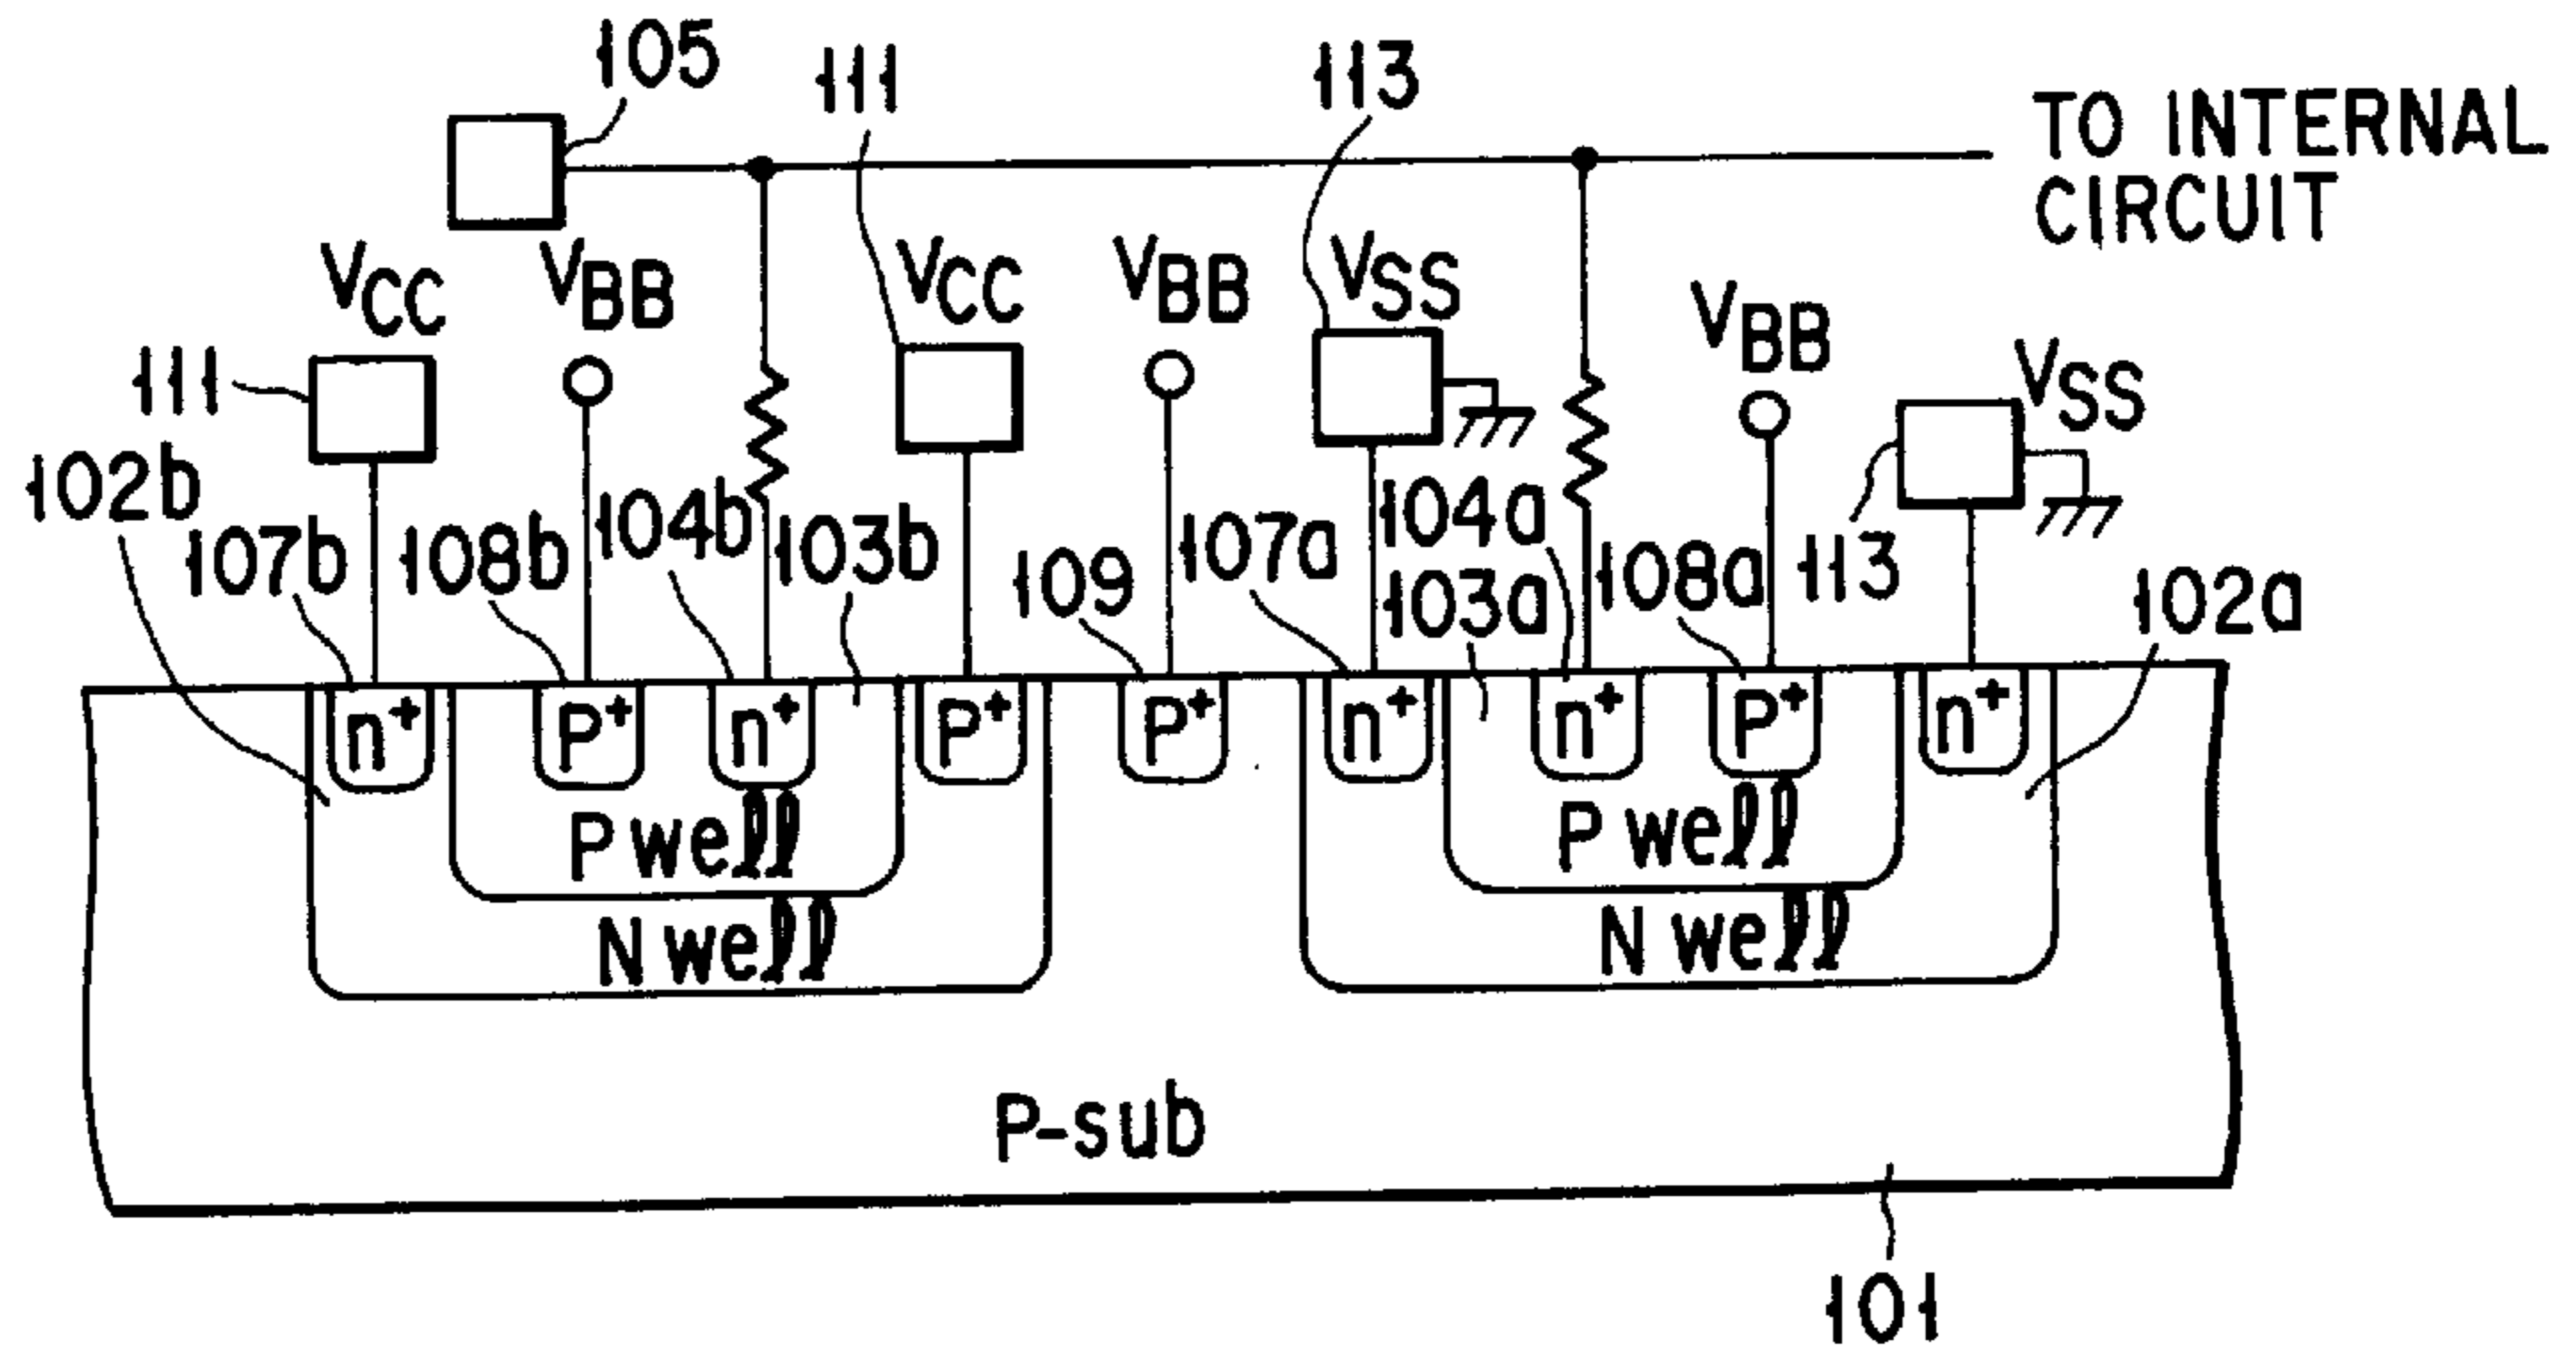 105
111
113
TO INTERNAL
CIRCUIT
VCC
VBB
VCC
VBB
VSS
VBB
VSS
111
102b
107b
108b
104b
103b
109
107a
104a
103a
108a
113
102a
n+
P+
n+
P+
P+
n+
n+
P+
n+
P well
P well
N well
N well
P-sub
101